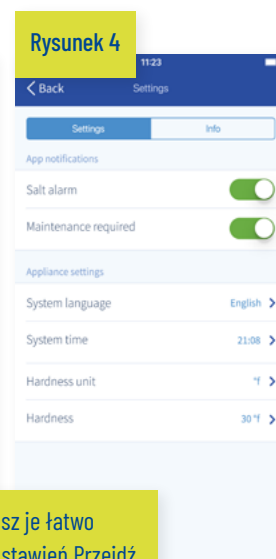 Rysunek 4
11:23
Back Settings
Settings Info
App notifications
Salt alarm
Maintenance required
Appliance settings
System language English
System time 21:08
Hardness unit °f
Hardness 30 °f
sz je łatwo
stawień Przejdź